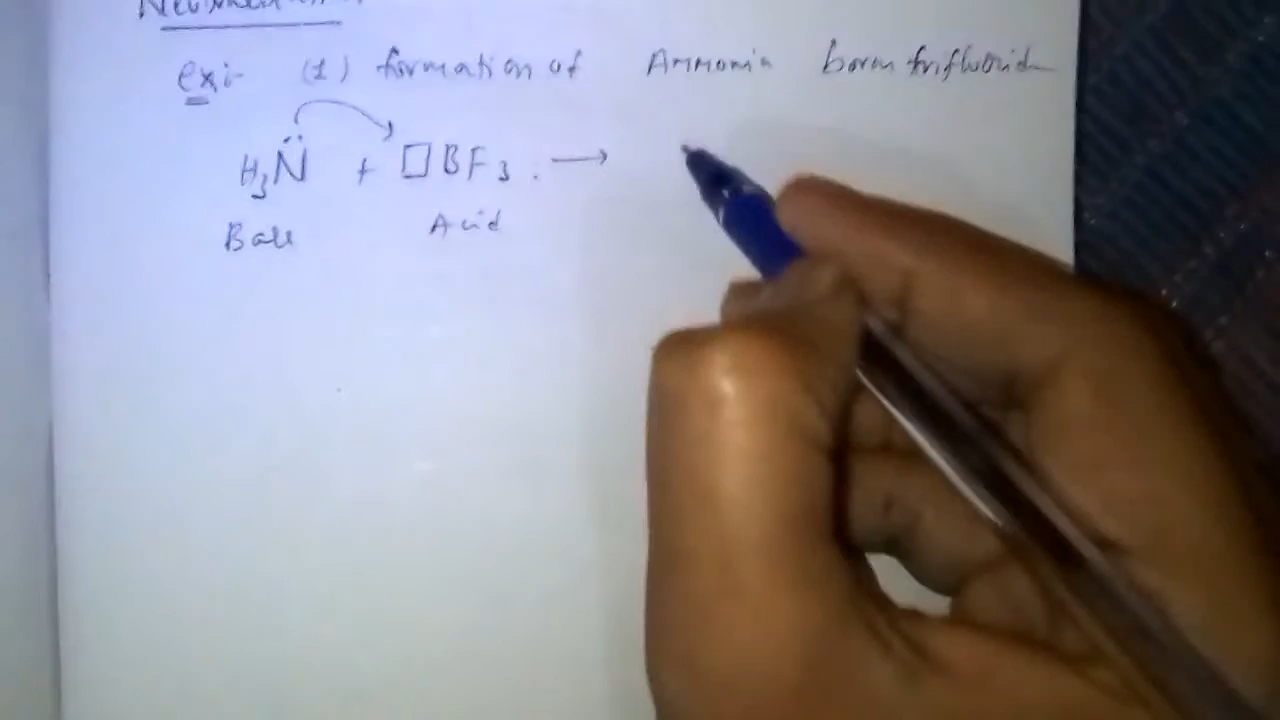 ex:- (1) formation of Ammonia boron trifluoride
H₃N̈ + □ BF₃ ⟶
Base Acid